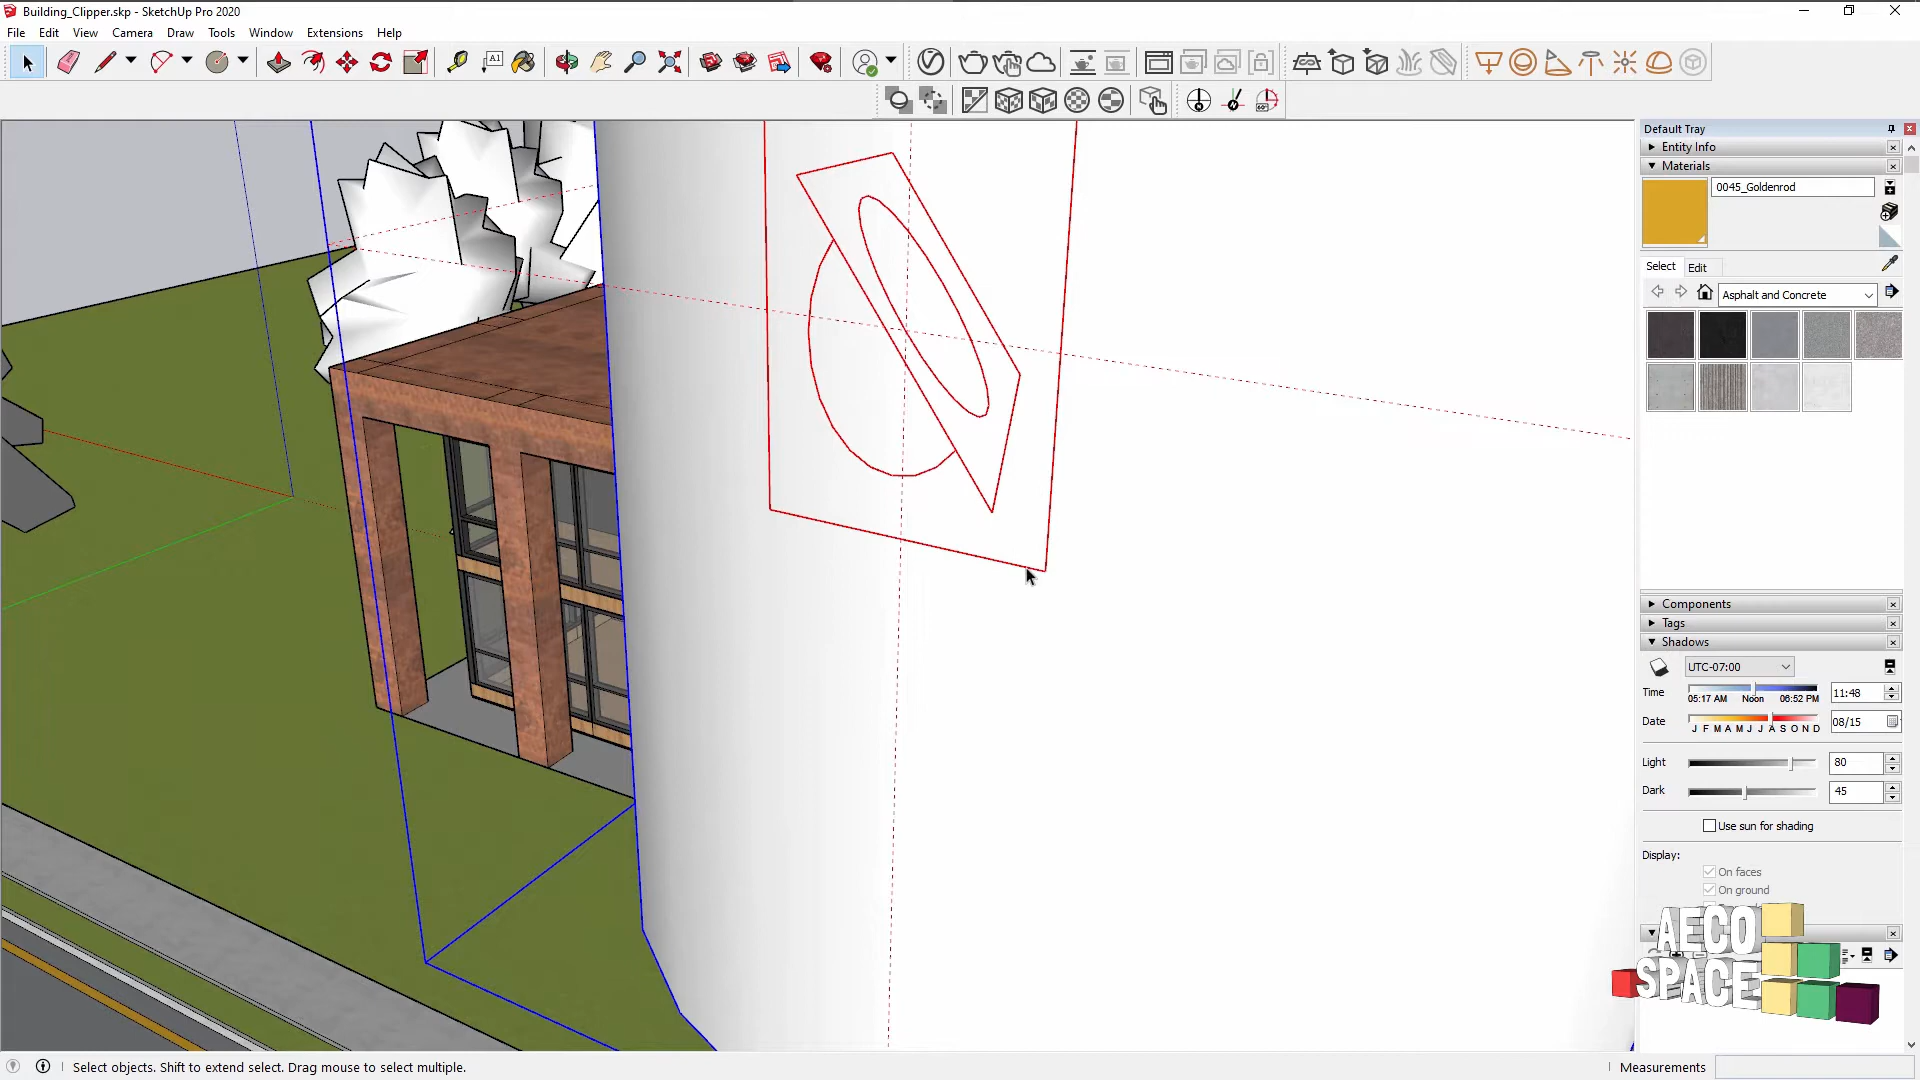 Building_Clipper.skp - SketchUp Pro 2020
File Edit View Camera Draw Tools Window Extensions Help
A1
Default Tray
Entity Info
Materials
0045_Goldenrod
Select Edit
Asphalt and Concrete
Components
Tags
Shadows
UTC-07:00
Time 11:48
05:17 AM Noon 06:52 PM
Date 08/15
J F M A M J J A S O N D
Light 80
Dark 45
Use sun for shading
Display:
On faces
On ground
AECO
SPACE
Select objects. Shift to extend select. Drag mouse to select multiple.
Measurements